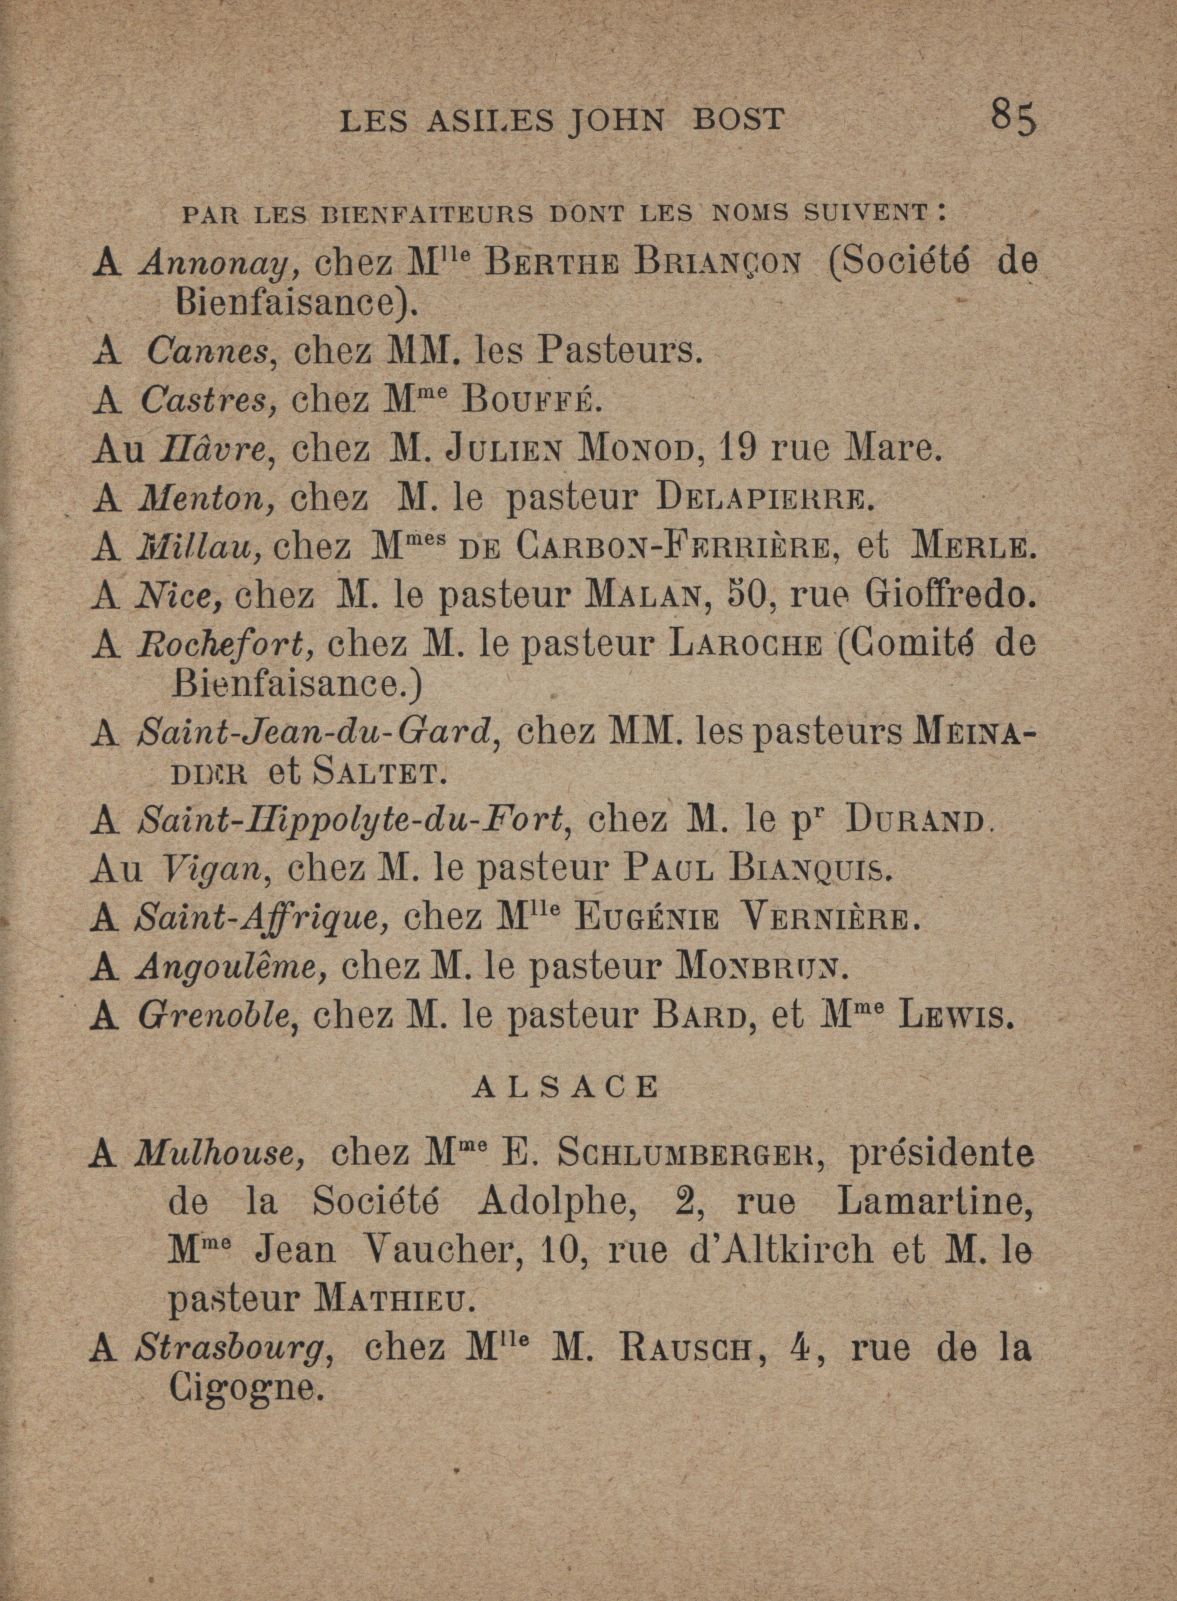 LES ASILES JOHN BOST 85
PAR LES BIENFAITEURS DONT LES NOMS SUIVENT :
A Annonay, chez Mlle BERTHE BRIANÇON (Société de
Bienfaisance).
A Cannes, chez MM. les Pasteurs.
A Castres, chez Mme BOUFFÉ.
Au Hâvre, chez M. JULIEN MONOD, 19 rue Mare.
A Menton, chez M. le pasteur DELAPIERRE.
A Millau, chez Mmes DE CARBON-FERRIÈRE, et MERLE.
A Nice, chez M. le pasteur MALAN, 50, rue Gioffredo.
A Rochefort, chez M. le pasteur LAROCHE (Comité de
Bienfaisance.)
A Saint-Jean-du-Gard, chez MM. les pasteurs MEINA-
DIER et SALTET.
A Saint-Hippolyte-du-Fort, chez M. le pr DURAND.
Au Vigan, chez M. le pasteur PAUL BIANQUIS.
A Saint-Affrique, chez Mlle EUGÉNIE VERNIÈRE.
A Angoulême, chez M. le pasteur MONBRUN.
A Grenoble, chez M. le pasteur BARD, et Mme LEWIS.
ALSACE
A Mulhouse, chez Mme E. SCHLUMBERGER, présidente
de la Société Adolphe, 2, rue Lamartine,
Mme Jean Vaucher, 10, rue d'Altkirch et M. le
pasteur MATHIEU.
A Strasbourg, chez Mlle M. RAUSCH, 4, rue de la
Cigogne.